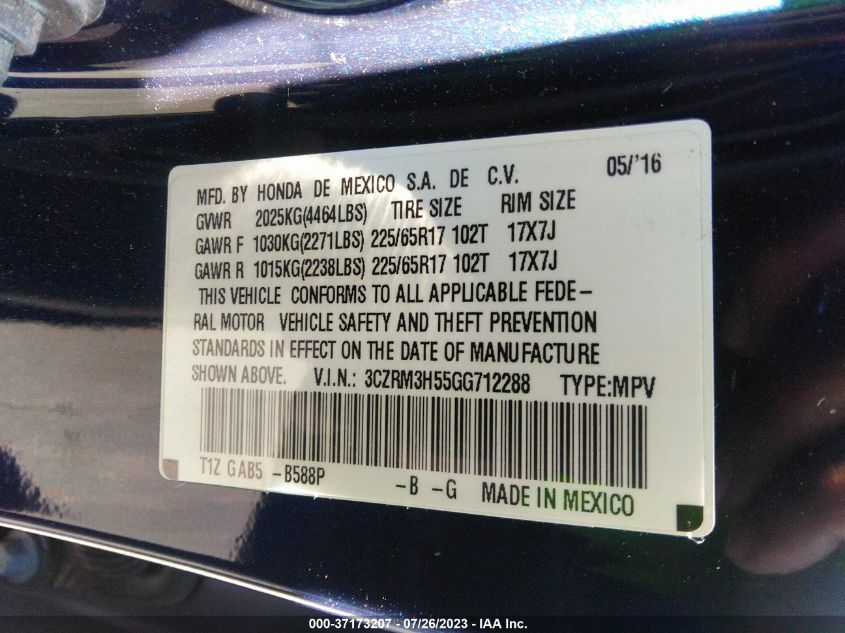 MFD. BY HONDA DE MEXICO S.A. DE C.V. 05/'16
GVWR 2025KG(4464LBS) TIRE SIZE RIM SIZE
GAWR F 1030KG(2271LBS) 225/65R17 102T 17X7J
GAWR R 1015KG(2238LBS) 225/65R17 102T 17X7J
THIS VEHICLE CONFORMS TO ALL APPLICABLE FEDE-
RAL MOTOR VEHICLE SAFETY AND THEFT PREVENTION
STANDARDS IN EFFECT ON THE DATE OF MANUFACTURE
SHOWN ABOVE. V.I.N.: 3CZRM3H55GG712288 TYPE:MPV
T1Z GAB5 -B588P -B -G MADE IN MEXICO
000-37173207 - 07/26/2023 - IAA Inc.